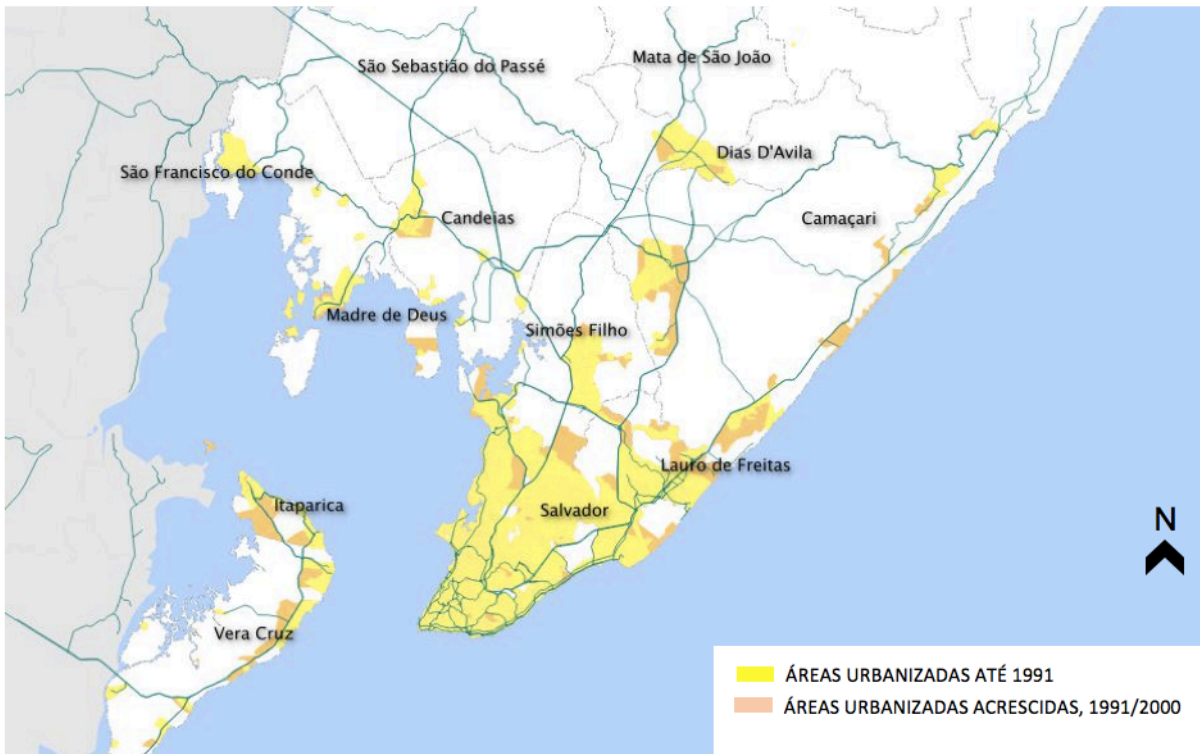 São Sebastião do Passé
Mata de São João
Dias D'Avila
São Francisco do Conde
Candeias
Camaçari
Madre de Deus
Simões Filho
Lauro de Freitas
Itaparica
Salvador
N
Vera Cruz
ÁREAS URBANIZADAS ATÉ 1991
ÁREAS URBANIZADAS ACRESCIDAS, 1991/2000